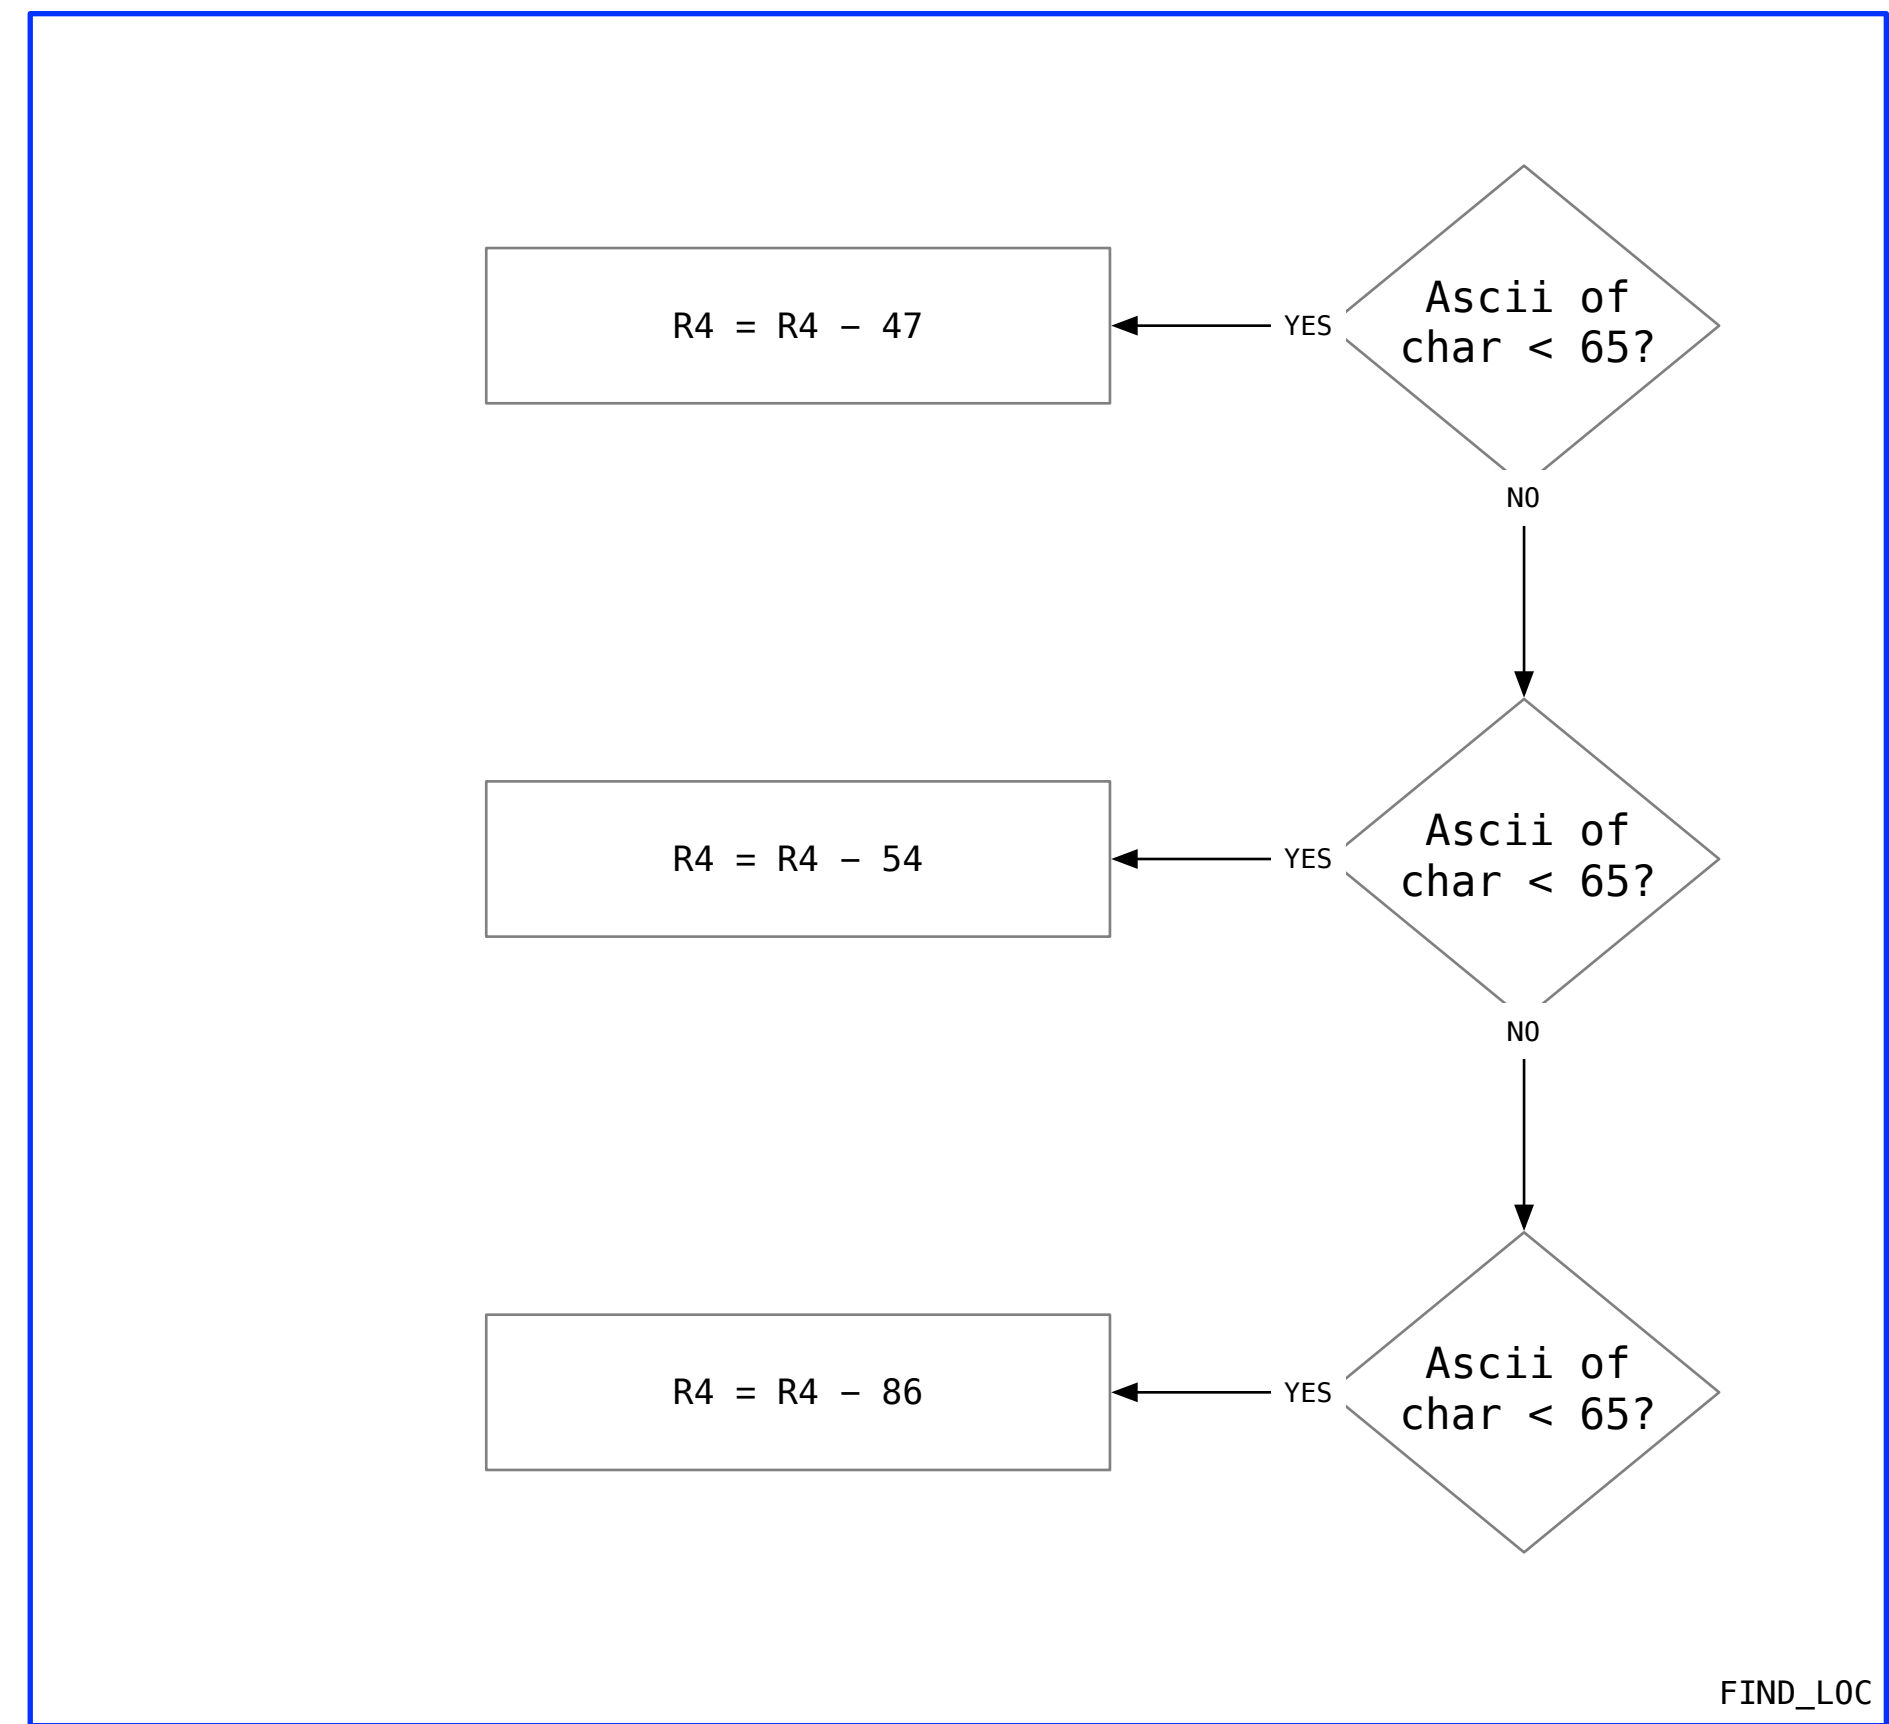 R4 = R4 − 47
YES
Ascii of
char < 65?
NO
R4 = R4 − 54
YES
Ascii of
char < 65?
NO
R4 = R4 − 86
YES
Ascii of
char < 65?
FIND_LOC